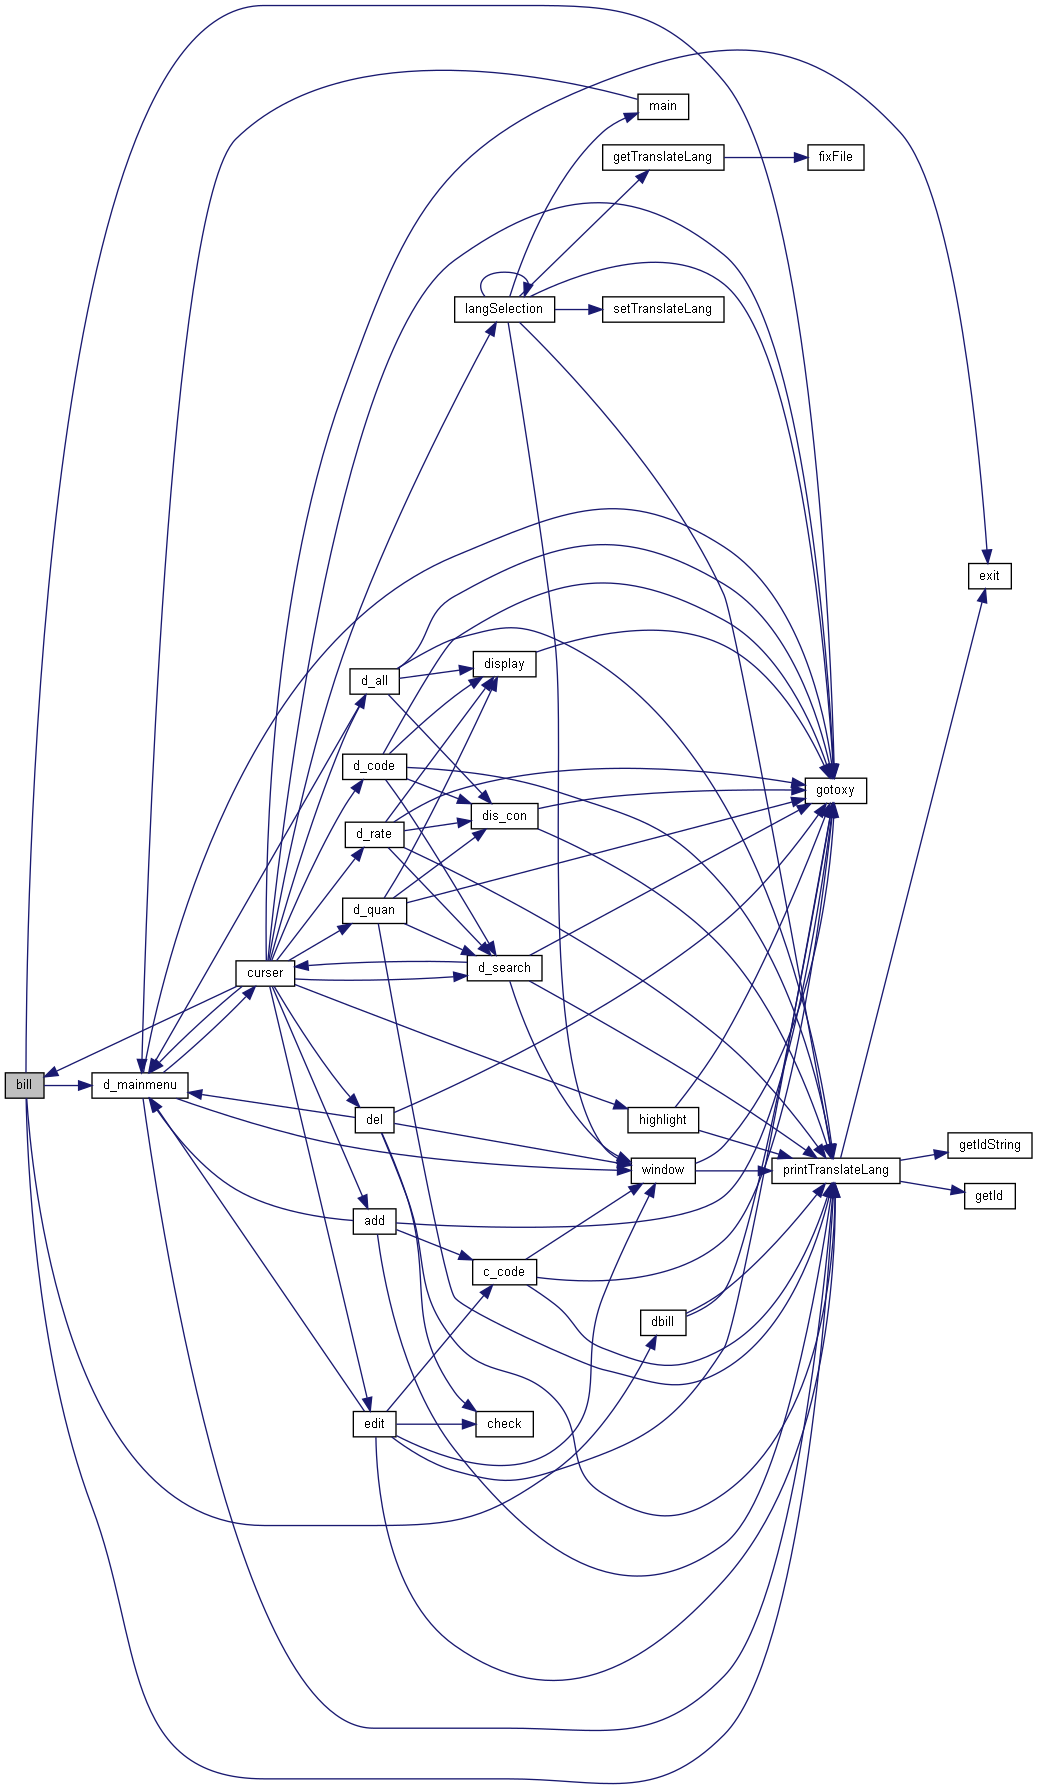 main
getTranslateLang
fixFile
langSelection
setTranslateLang
exit
display
d_all
d_code
gotoxy
dis_con
d_rate
d_quan
d_search
curser
bill
d_mainmenu
del
highlight
getIdString
window
printTranslateLang
getId
add
c_code
dbill
edit
check